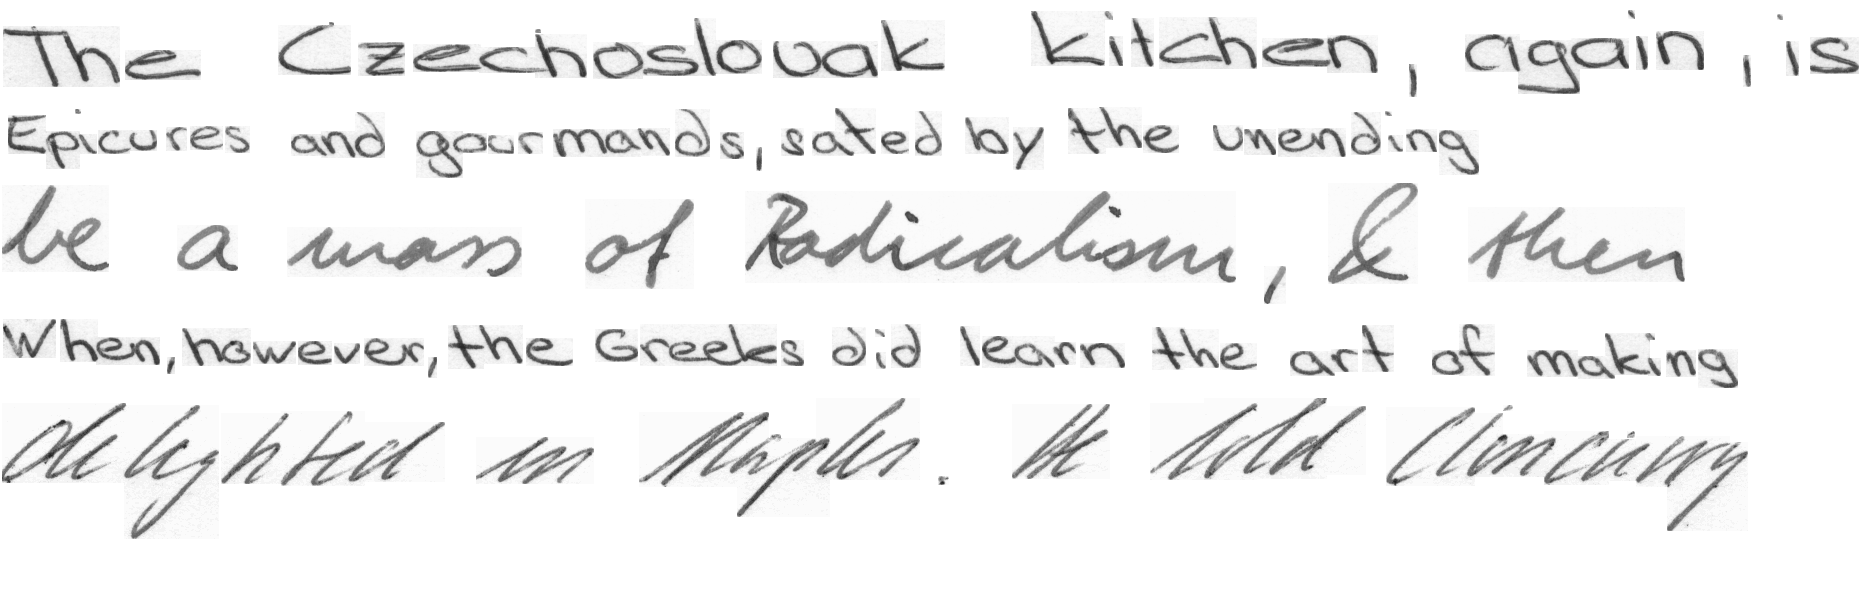 The Czechoslovak kitchen, again, is
Epicures and gourmands, sated by the unending
be a mass of Radicalism, & then
When, however, the Greeks did learn the art of making
delighted in Naples. He told Cloncurry